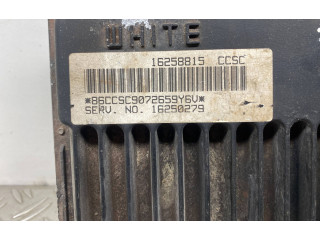 WHITE
16258815 CCSC
*86CCSC9072659Y6V*
SERV. NO. 16250279